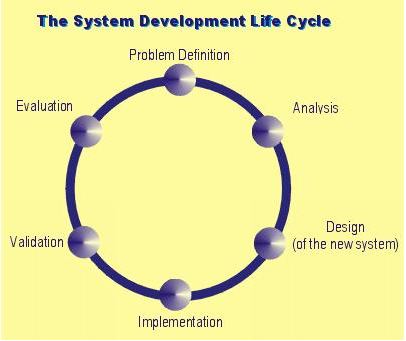 The System Development Life Cycle
Problem Definition
Analysis
Design
(of the new system)
Implementation
Validation
Evaluation